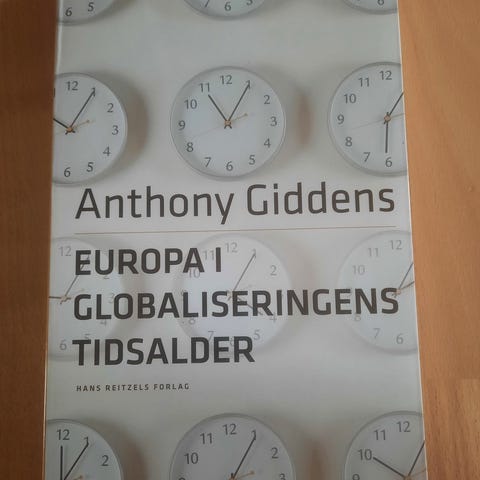 Anthony Giddens
EUROPA I
GLOBALISERINGENS
TIDSALDER
HANS REITZELS FORLAG